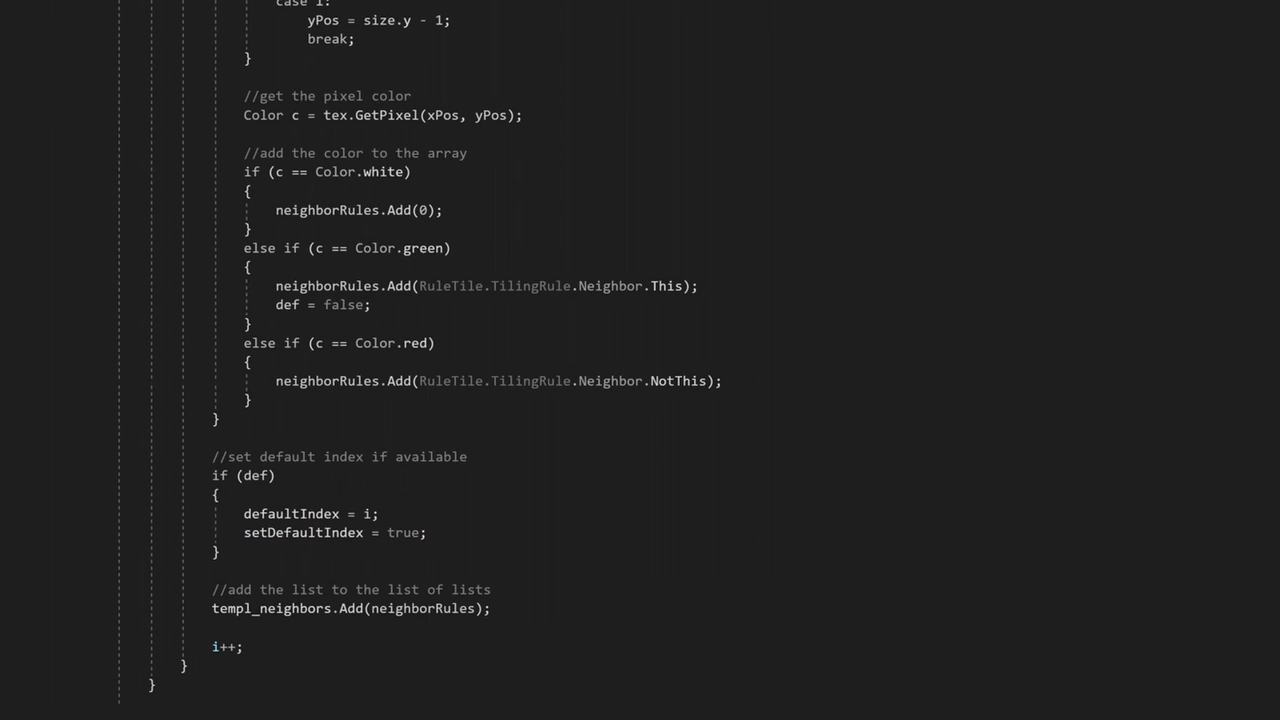 case 1:
yPos = size.y - 1;
break;
}
//get the pixel color
Color c = tex.GetPixel(xPos, yPos);
//add the color to the array
if (c == Color.white)
{
neighborRules.Add(0);
}
else if (c == Color.green)
{
neighborRules.Add(RuleTile.TilingRule.Neighbor.This);
def = false;
}
else if (c == Color.red)
{
neighborRules.Add(RuleTile.TilingRule.Neighbor.NotThis);
}
}
//set default index if available
if (def)
{
defaultIndex = i;
setDefaultIndex = true;
}
//add the list to the list of lists
templ_neighbors.Add(neighborRules);
i++;
}
}